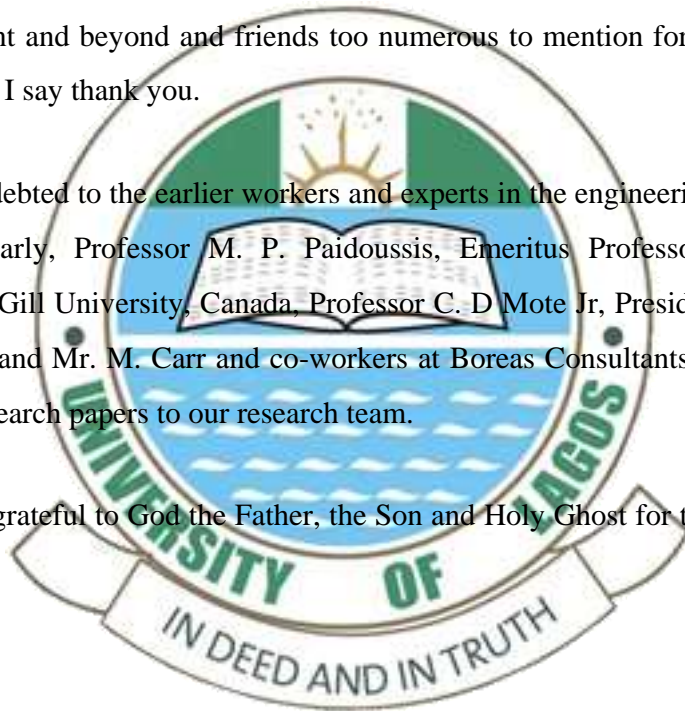 nt and beyond and friends too numerous to mention for
I say thank you.
debted to the earlier workers and experts in the engineeri
arly, Professor M. P. Paidoussis, Emeritus Professo
Gill University, Canada, Professor C. D Mote Jr, Presid
and Mr. M. Carr and co-workers at Boreas Consultants
earch papers to our research team.
grateful to God the Father, the Son and Holy Ghost for t
UNIVERSITY OF LAGOS
IN DEED AND IN TRUTH